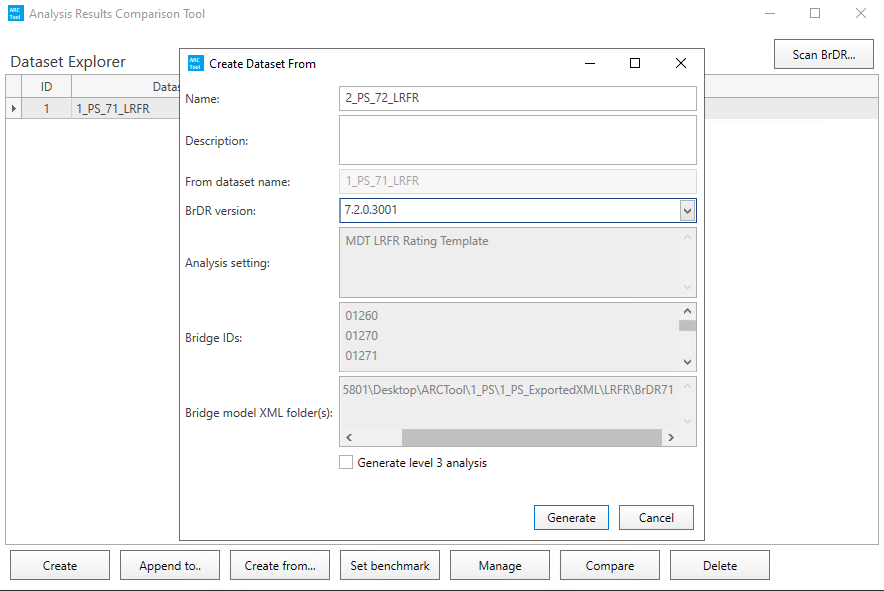 ARC Tool Analysis Results Comparison Tool
Dataset Explorer
Scan BrDR...
ID Datas
1 1_PS_71_LRFR
ARC Tool Create Dataset From
Name: 2_PS_72_LRFR
Description:
From dataset name: 1_PS_71_LRFR
BrDR version: 7.2.0.3001
Analysis setting: MDT LRFR Rating Template
Bridge IDs: 01260
01270
01271
Bridge model XML folder(s): 5801\Desktop\ARCTool\1_PS\1_PS_ExportedXML\LRFR\BrDR71
Generate level 3 analysis
Generate Cancel
Create Append to.. Create from... Set benchmark Manage Compare Delete